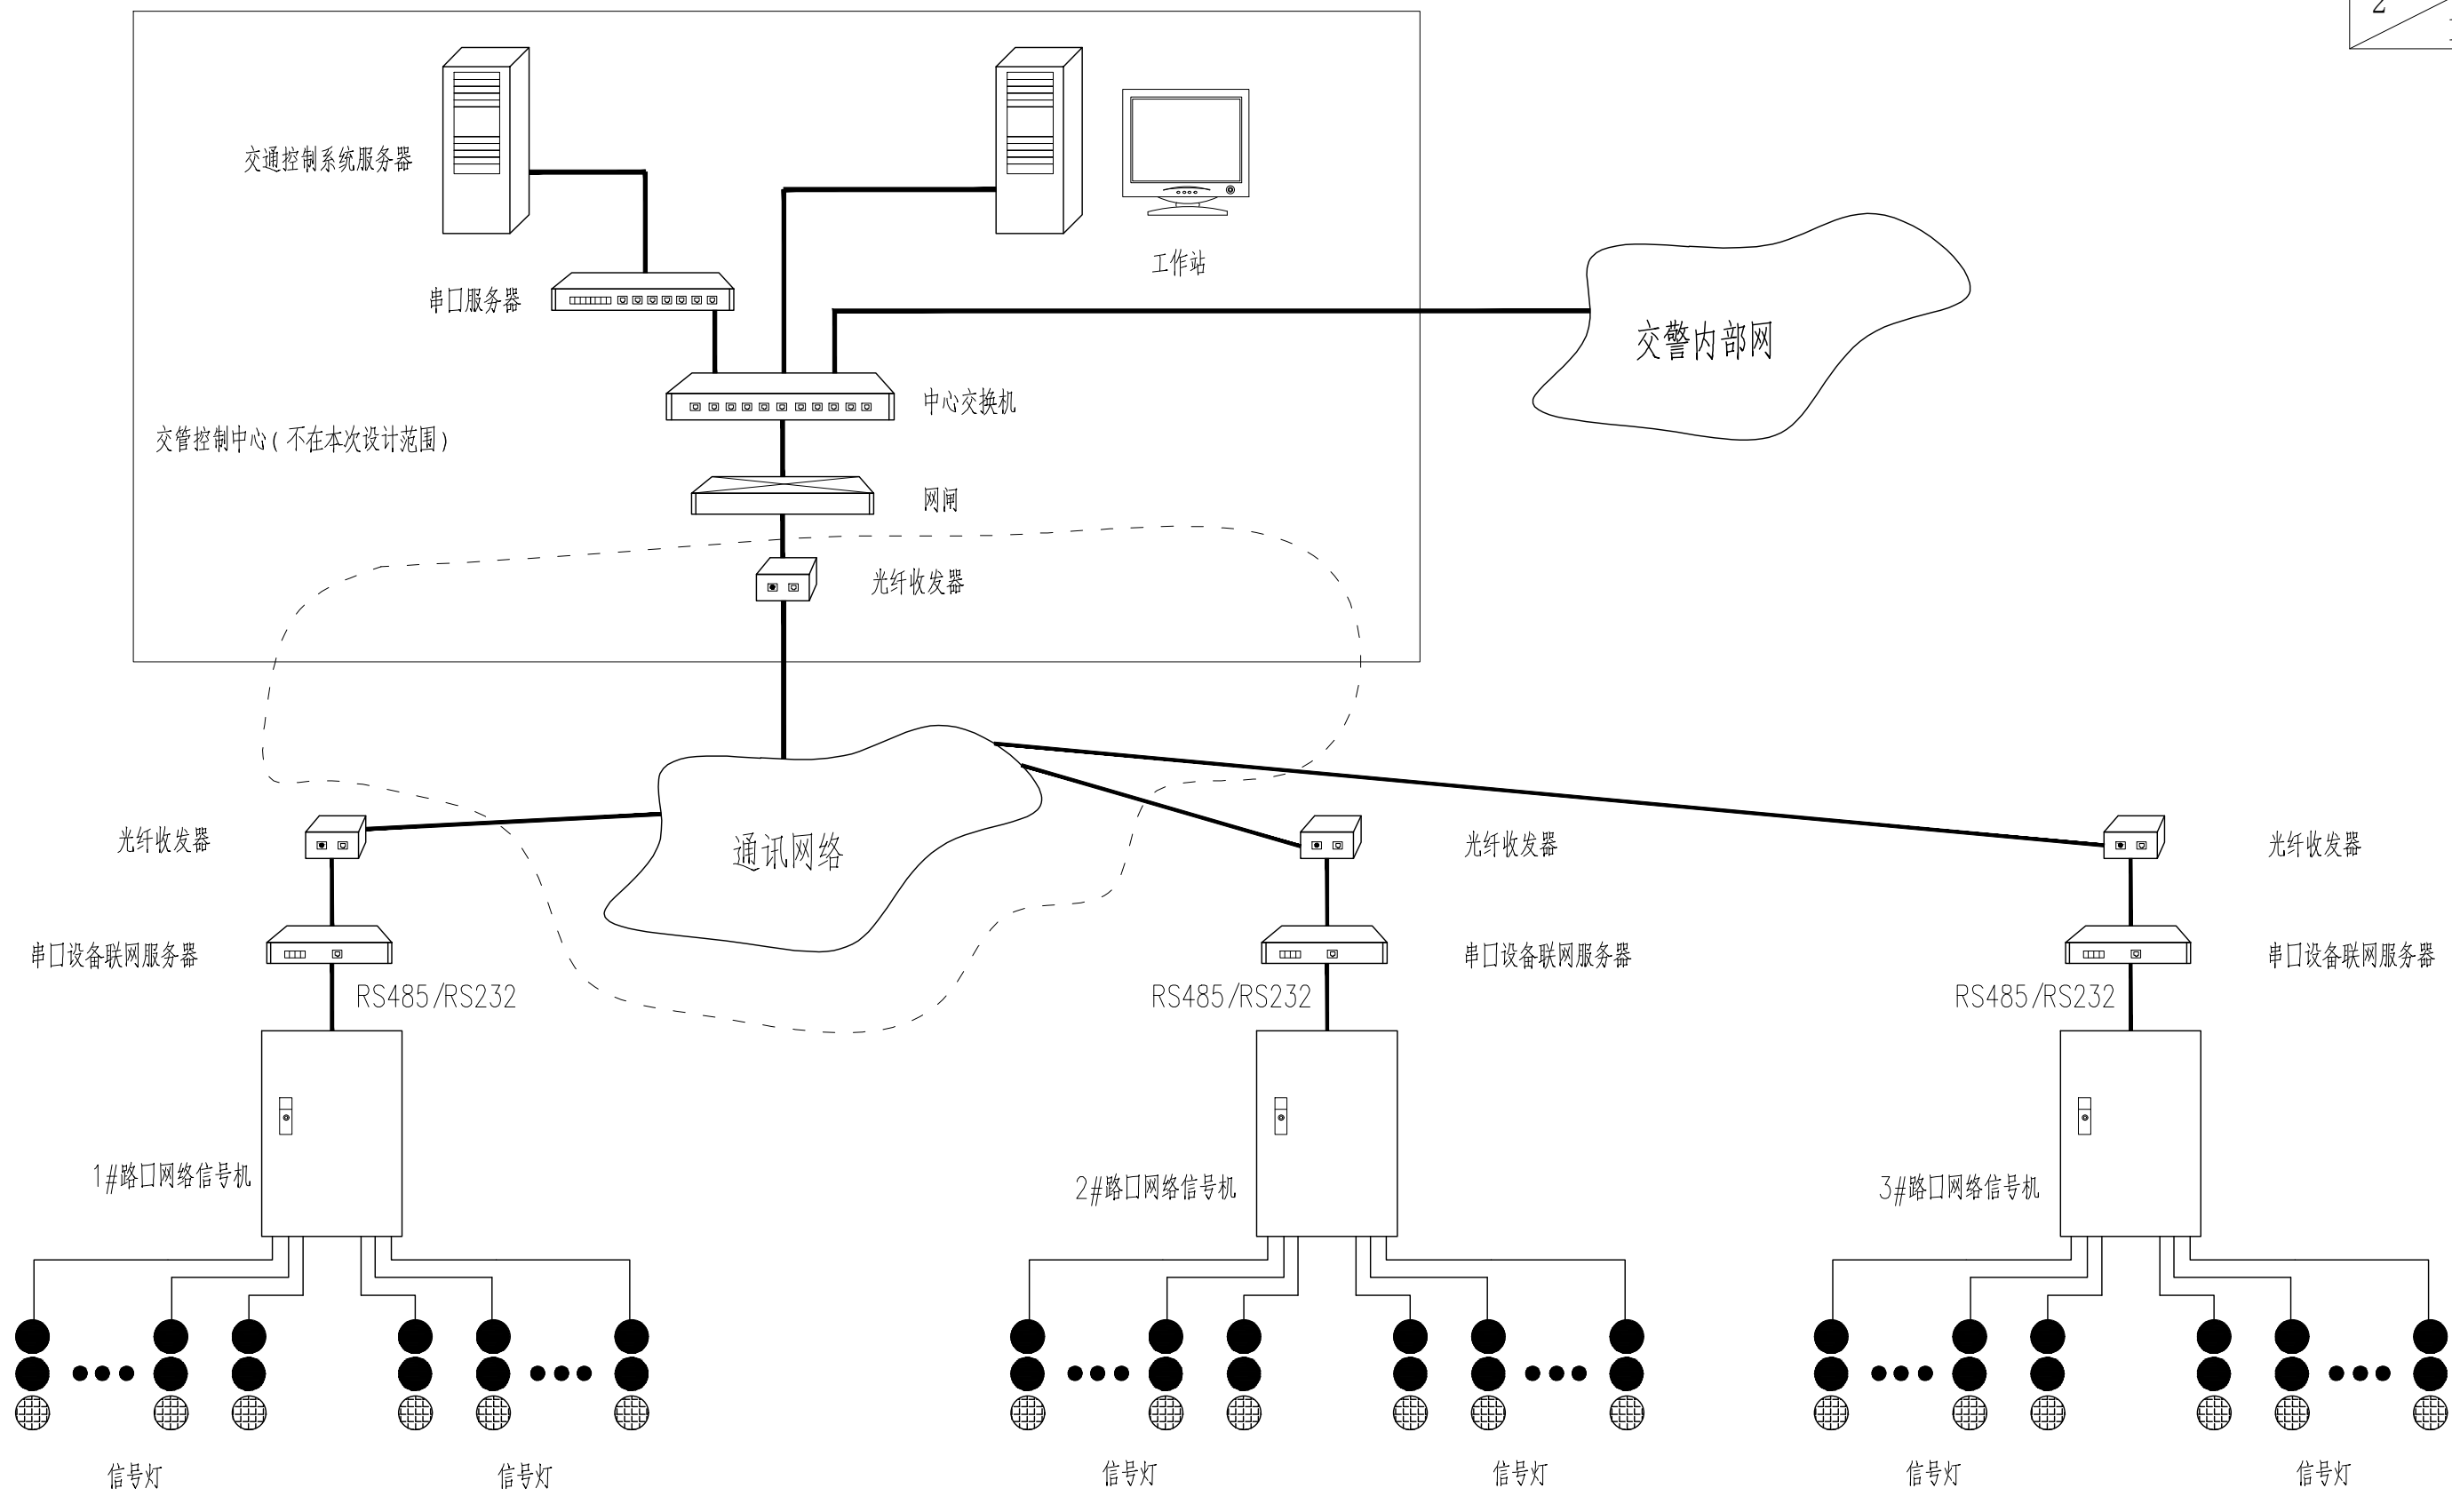 2
交通控制系统服务器
工作站
串口服务器
交警内部网
中心交换机
交管控制中心(不在本次设计范围)
网闸
光纤收发器
通讯网络
光纤收发器
光纤收发器
光纤收发器
串口设备联网服务器
串口设备联网服务器
串口设备联网服务器
RS485/RS232
RS485/RS232
RS485/RS232
1#路口网络信号机
2#路口网络信号机
3#路口网络信号机
信号灯
信号灯
信号灯
信号灯
信号灯
信号灯